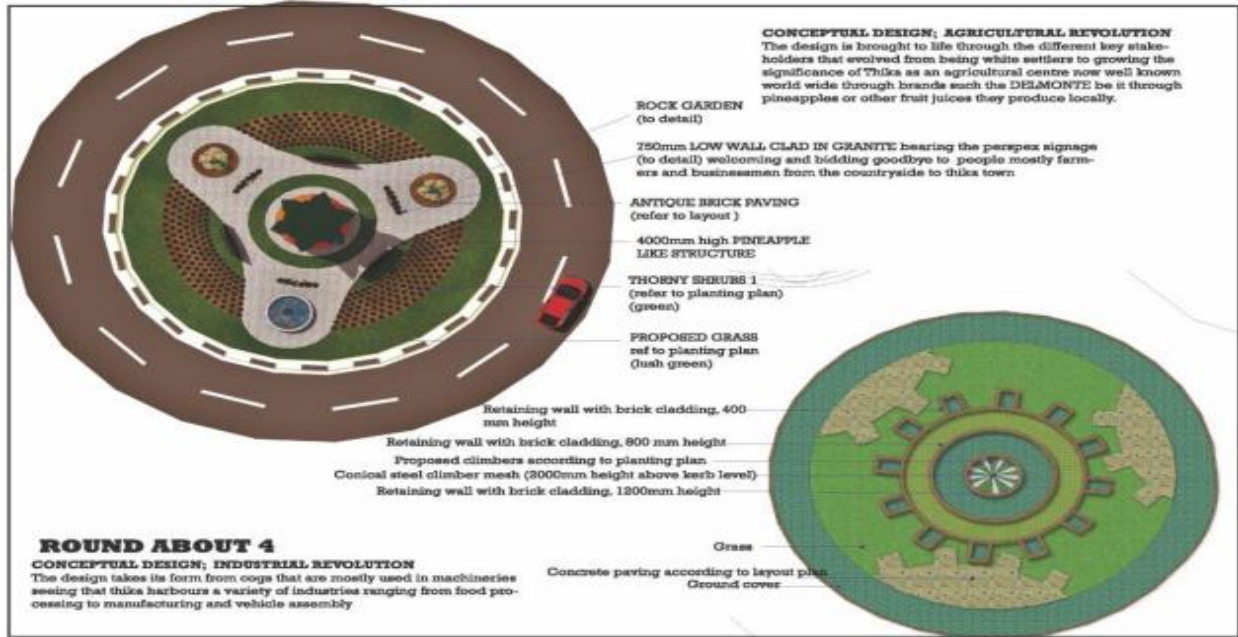 CONCEPTUAL DESIGN; AGRICULTURAL REVOLUTION
The design is brought to life through the different key stake-
holders that evolved from being white settlers to growing the
significance of Thika as an agricultural centre now well known
world wide through brands such the DELMONTE be it through
pineapples or other fruit juices they produce locally.
ROCK GARDEN
(to detail)
750mm LOW WALL CLAD IN GRANITE bearing the perspex signage
(to detail) welcoming and bidding goodbye to people mostly farm-
ers and businessmen from the countryside to thika town
ANTIQUE BRICK PAVING
(refer to layout )
4000mm high PINEAPPLE
LIKE STRUCTURE
THORNY SHRUBS 1
(refer to planting plan)
(green)
PROPOSED GRASS
ref to planting plan
(lush green)
Retaining wall with brick cladding, 400
mm height
Retaining wall with brick cladding, 800 mm height
Proposed climbers according to planting plan
Conical steel climber mesh (2000mm height above kerb level)
Retaining wall with brick cladding, 1200mm height
Grass
Concrete paving according to layout plan
Ground cover
ROUND ABOUT 4
CONCEPTUAL DESIGN; INDUSTRIAL REVOLUTION
The design takes its form from cogs that are mostly used in machineries
seeing that thika harbours a variety of industries ranging from food pro-
cessing to manufacturing and vehicle assembly